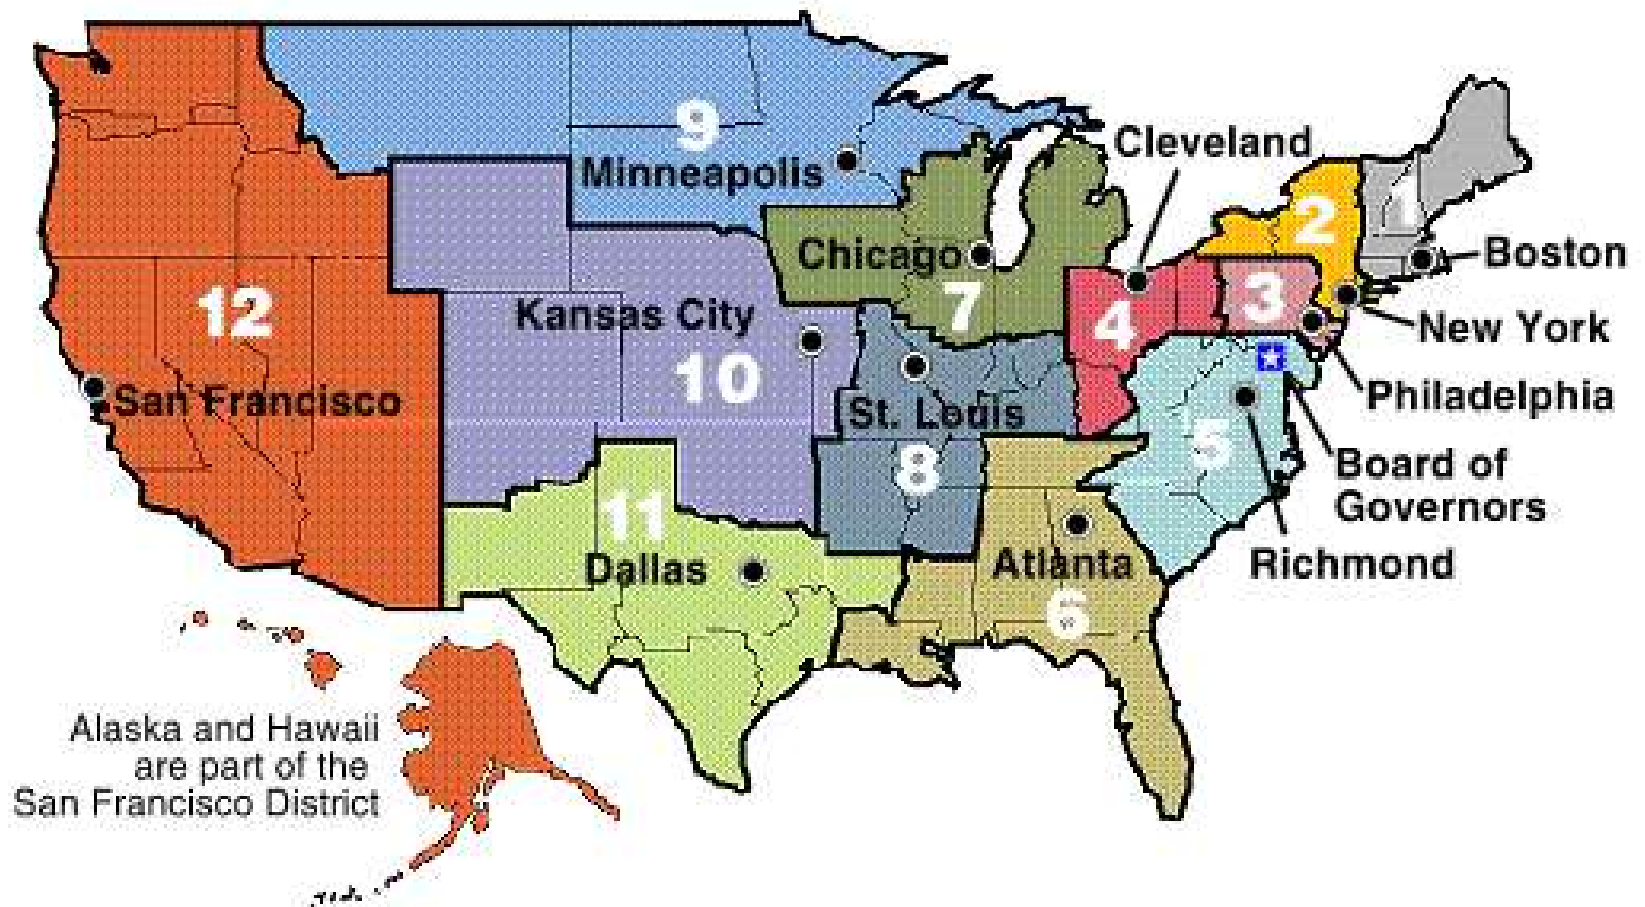 Cleveland
9
Minneapolis
2
1
Boston
Chicago
3
12
Kansas City
7
4
New York
10
San Francisco
St. Louis
Philadelphia
5
8
Board of
Governors
11
Dallas
Atlanta
Richmond
6
Alaska and Hawaii
are part of the
San Francisco District